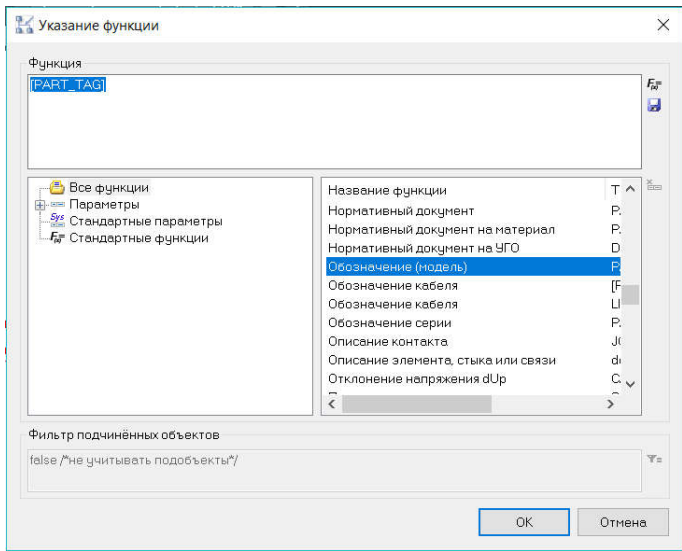 Указание функции
Функция
[PART_TAG]
Все функции
Параметры
Sys Стандартные параметры
Стандартные функции
Название функции
Нормативный документ
Нормативный документ на материал
Нормативный документ на УГО
Обозначение (модель)
Обозначение кабеля
Обозначение кабеля
Обозначение серии
Описание контакта
Описание элемента, стыка или связи
Отклонение напряжения dUp
Фильтр подчинённых объектов
false /*не учитывать подобъекты*/
OK
Отмена